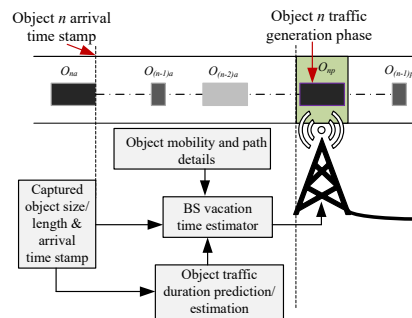 Object n arrival
time stamp
Object n traffic
generation phase
Ona
O(n-1)a
O(n-2)a
Onp
O(n-1)p
Object mobility and path
details
Captured
object size/
length &
arrival
time stamp
BS vacation
time estimator
Object traffic
duration prediction/
estimation